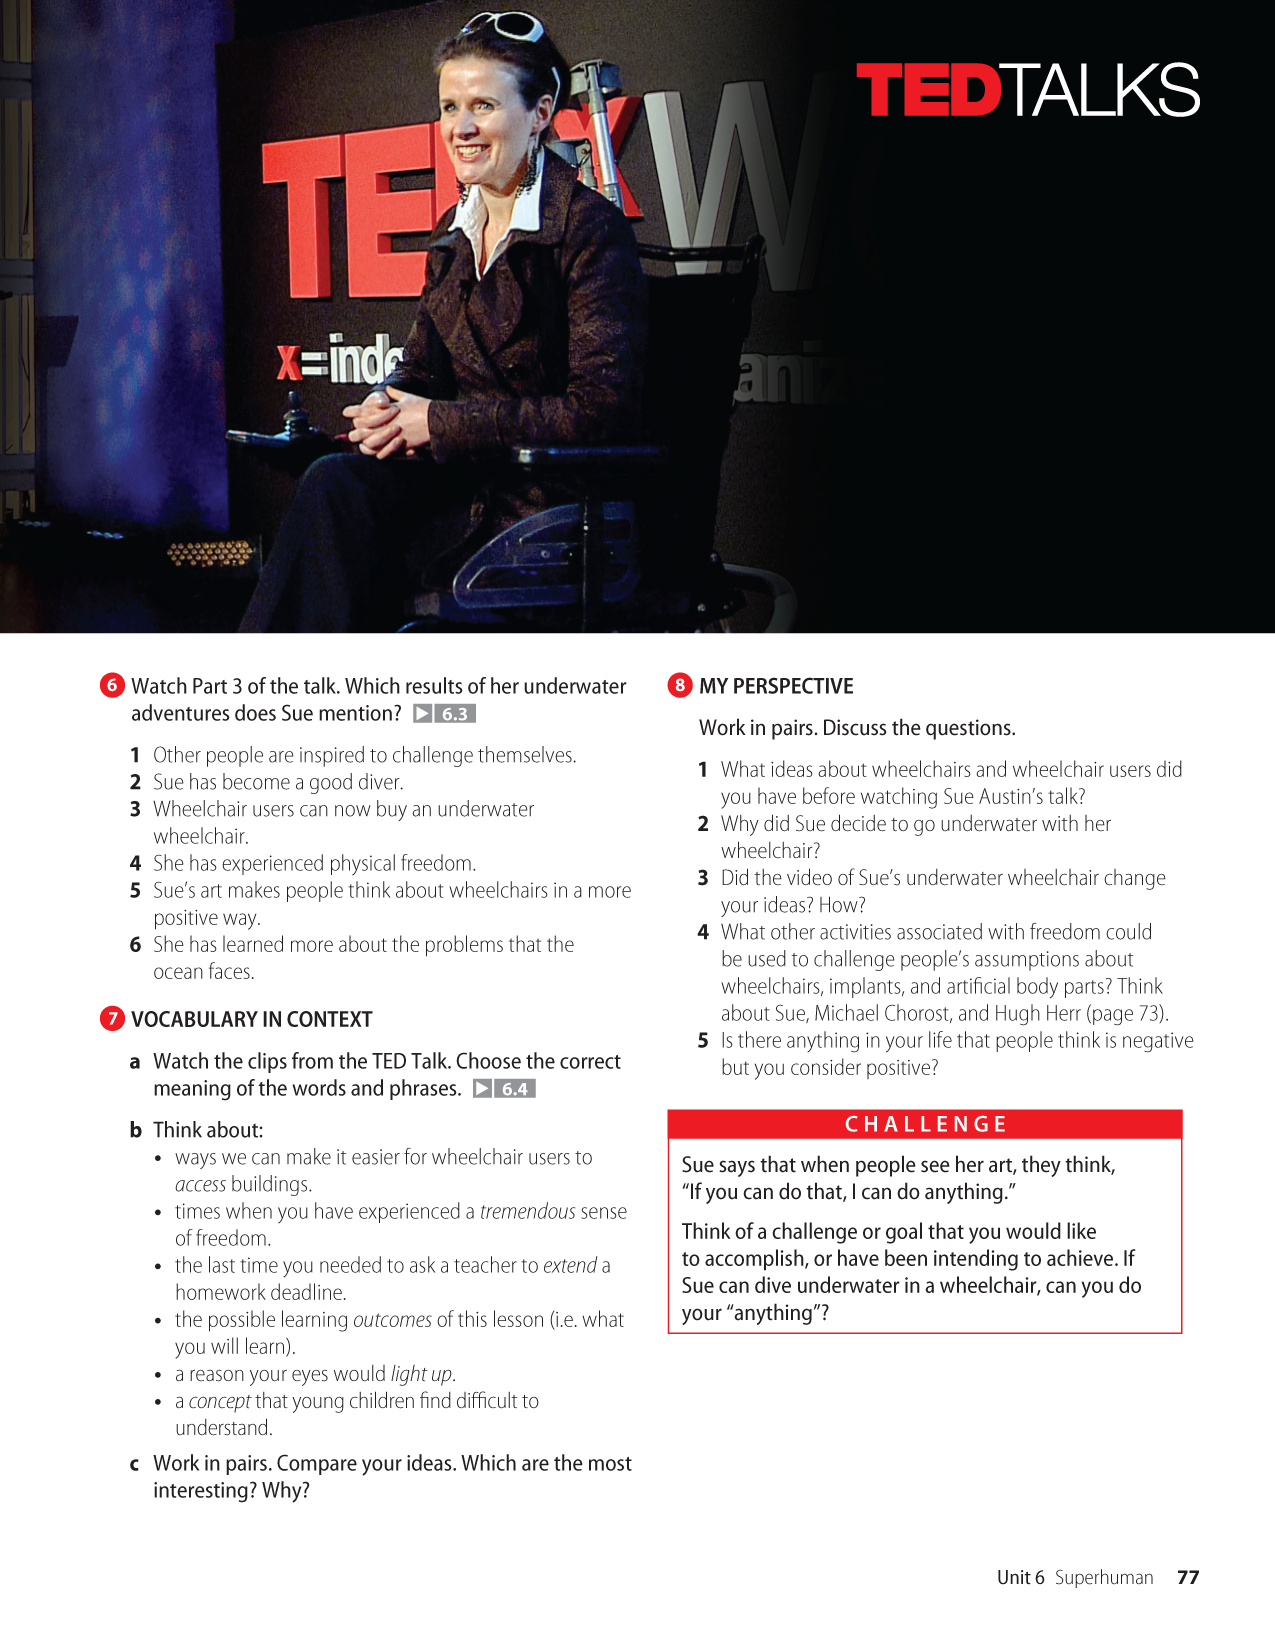 TEDTALKS
TEDxW
x=inde
anize
6 Watch Part 3 of the talk. Which results of her underwater
adventures does Sue mention? ▶ 6.3
1 Other people are inspired to challenge themselves.
2 Sue has become a good diver.
3 Wheelchair users can now buy an underwater
wheelchair.
4 She has experienced physical freedom.
5 Sue’s art makes people think about wheelchairs in a more
positive way.
6 She has learned more about the problems that the
ocean faces.
7 VOCABULARY IN CONTEXT
a Watch the clips from the TED Talk. Choose the correct
meaning of the words and phrases. ▶ 6.4
b Think about:
• ways we can make it easier for wheelchair users to
access buildings.
• times when you have experienced a tremendous sense
of freedom.
• the last time you needed to ask a teacher to extend a
homework deadline.
• the possible learning outcomes of this lesson (i.e. what
you will learn).
• a reason your eyes would light up.
• a concept that young children find difficult to
understand.
c Work in pairs. Compare your ideas. Which are the most
interesting? Why?
8 MY PERSPECTIVE
Work in pairs. Discuss the questions.
1 What ideas about wheelchairs and wheelchair users did
you have before watching Sue Austin’s talk?
2 Why did Sue decide to go underwater with her
wheelchair?
3 Did the video of Sue’s underwater wheelchair change
your ideas? How?
4 What other activities associated with freedom could
be used to challenge people’s assumptions about
wheelchairs, implants, and artificial body parts? Think
about Sue, Michael Chorost, and Hugh Herr (page 73).
5 Is there anything in your life that people think is negative
but you consider positive?
CHALLENGE
Sue says that when people see her art, they think,
“If you can do that, I can do anything.”
Think of a challenge or goal that you would like
to accomplish, or have been intending to achieve. If
Sue can dive underwater in a wheelchair, can you do
your “anything”?
Unit 6 Superhuman 77